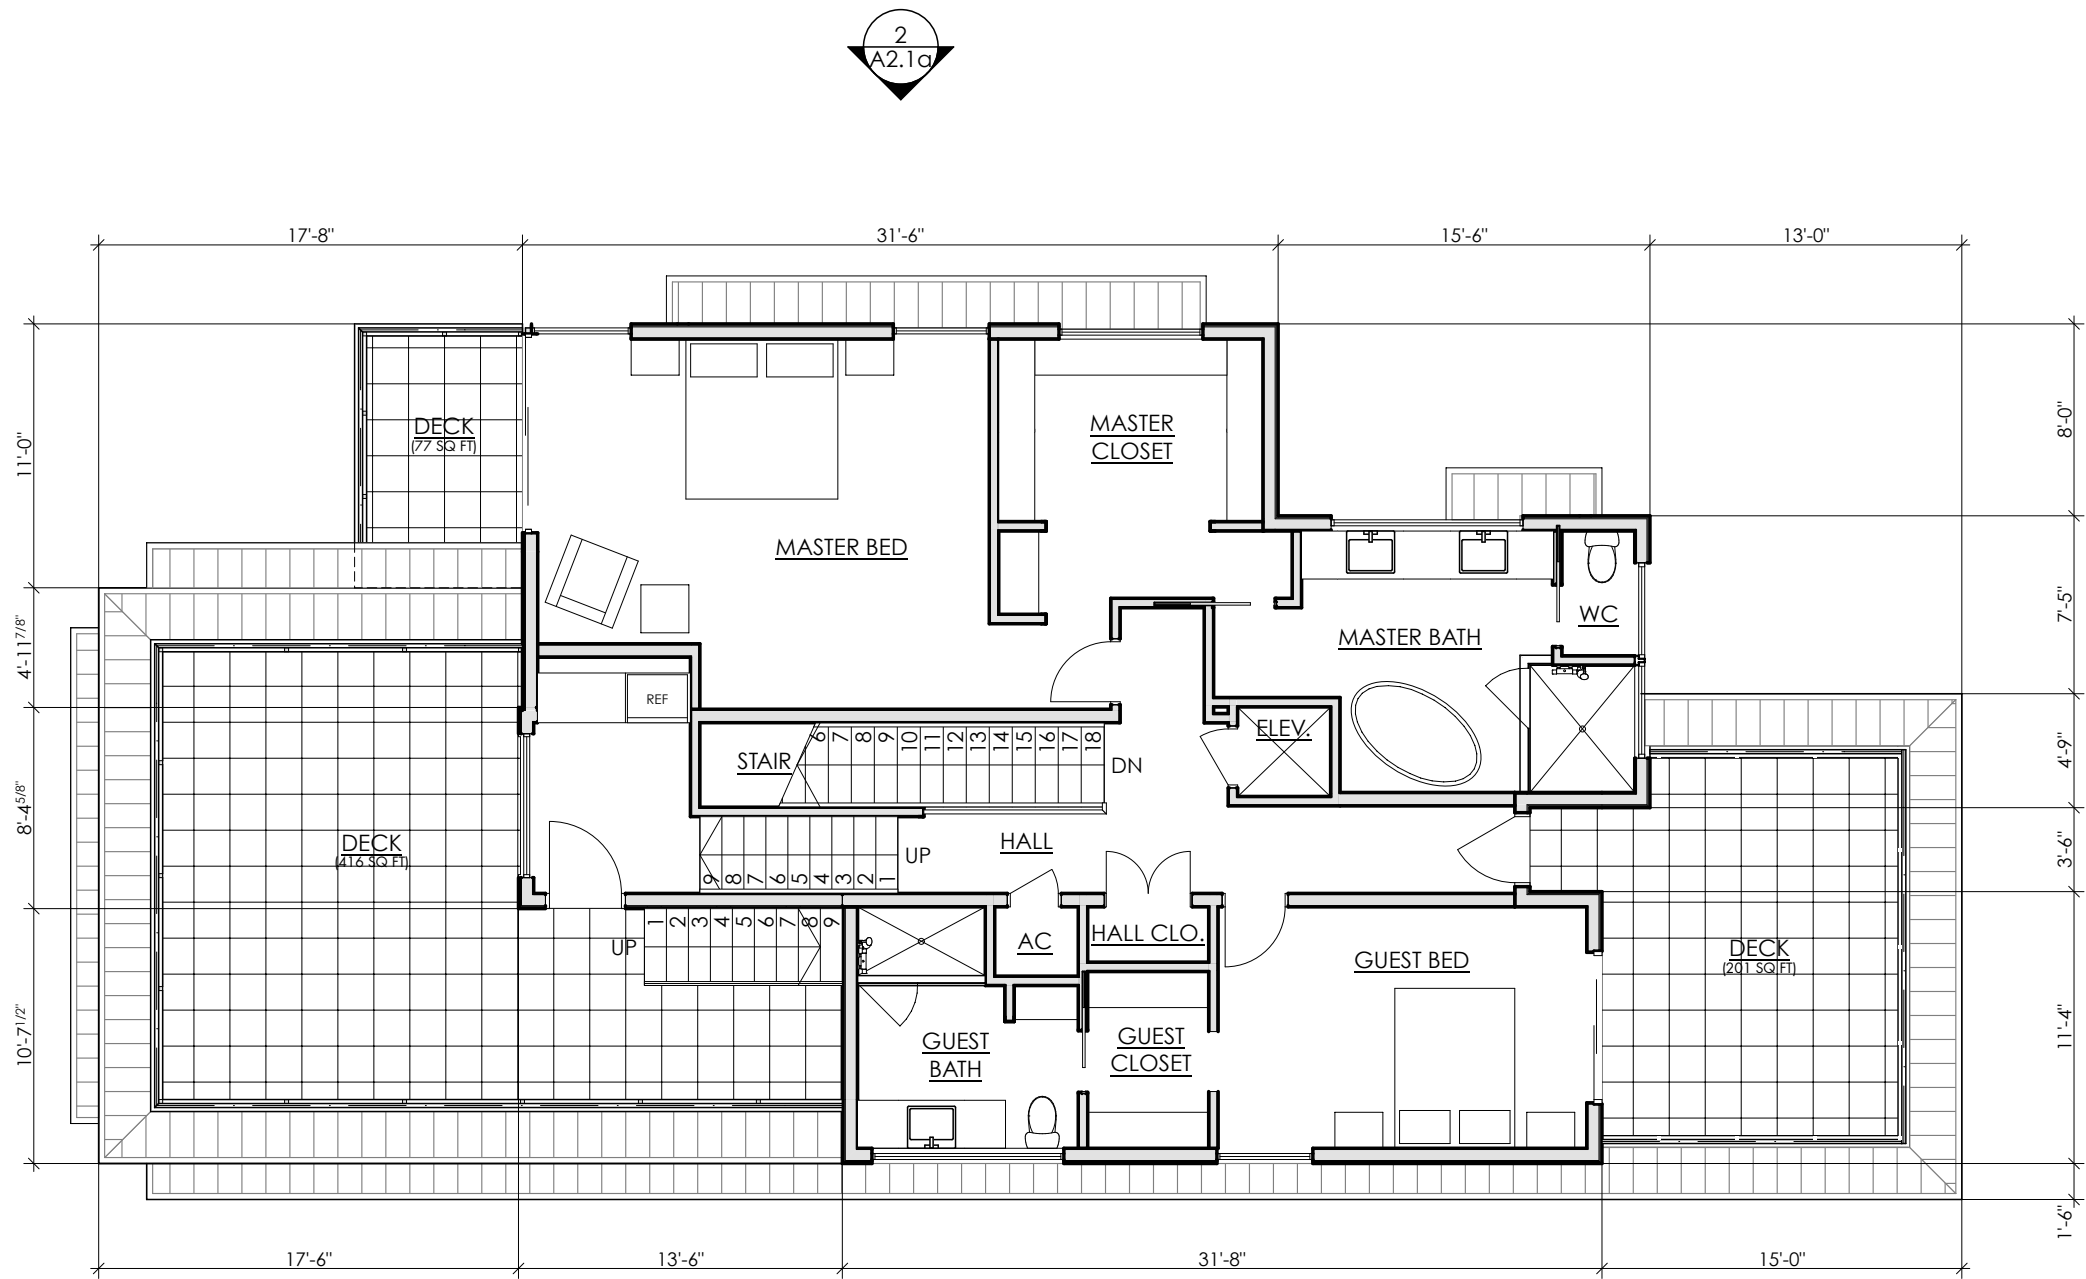 2
A2.1a
17'-8"
31'-6"
15'-6"
13'-0"
11'-0"
4'-11 7/8"
8'-4 5/8"
10'-7 1/2"
8'-0"
7'-5"
4'-9"
3'-6"
11'-4"
1'-6"
DECK
(77 SQ FT)
MASTER
CLOSET
MASTER BED
WC
MASTER BATH
REF
ELEV.
STAIR
6 7 8 9 10 11 12 13 14 15 16 17 18
DN
DECK
(416 SQ FT)
HALL
UP
9 8 7 6 5 4 3 2 1
UP
1 2 3 4 5 6 7 8 9
AC
HALL CLO.
GUEST BED
DECK
(201 SQ FT)
GUEST
BATH
GUEST
CLOSET
17'-6"
13'-6"
31'-8"
15'-0"